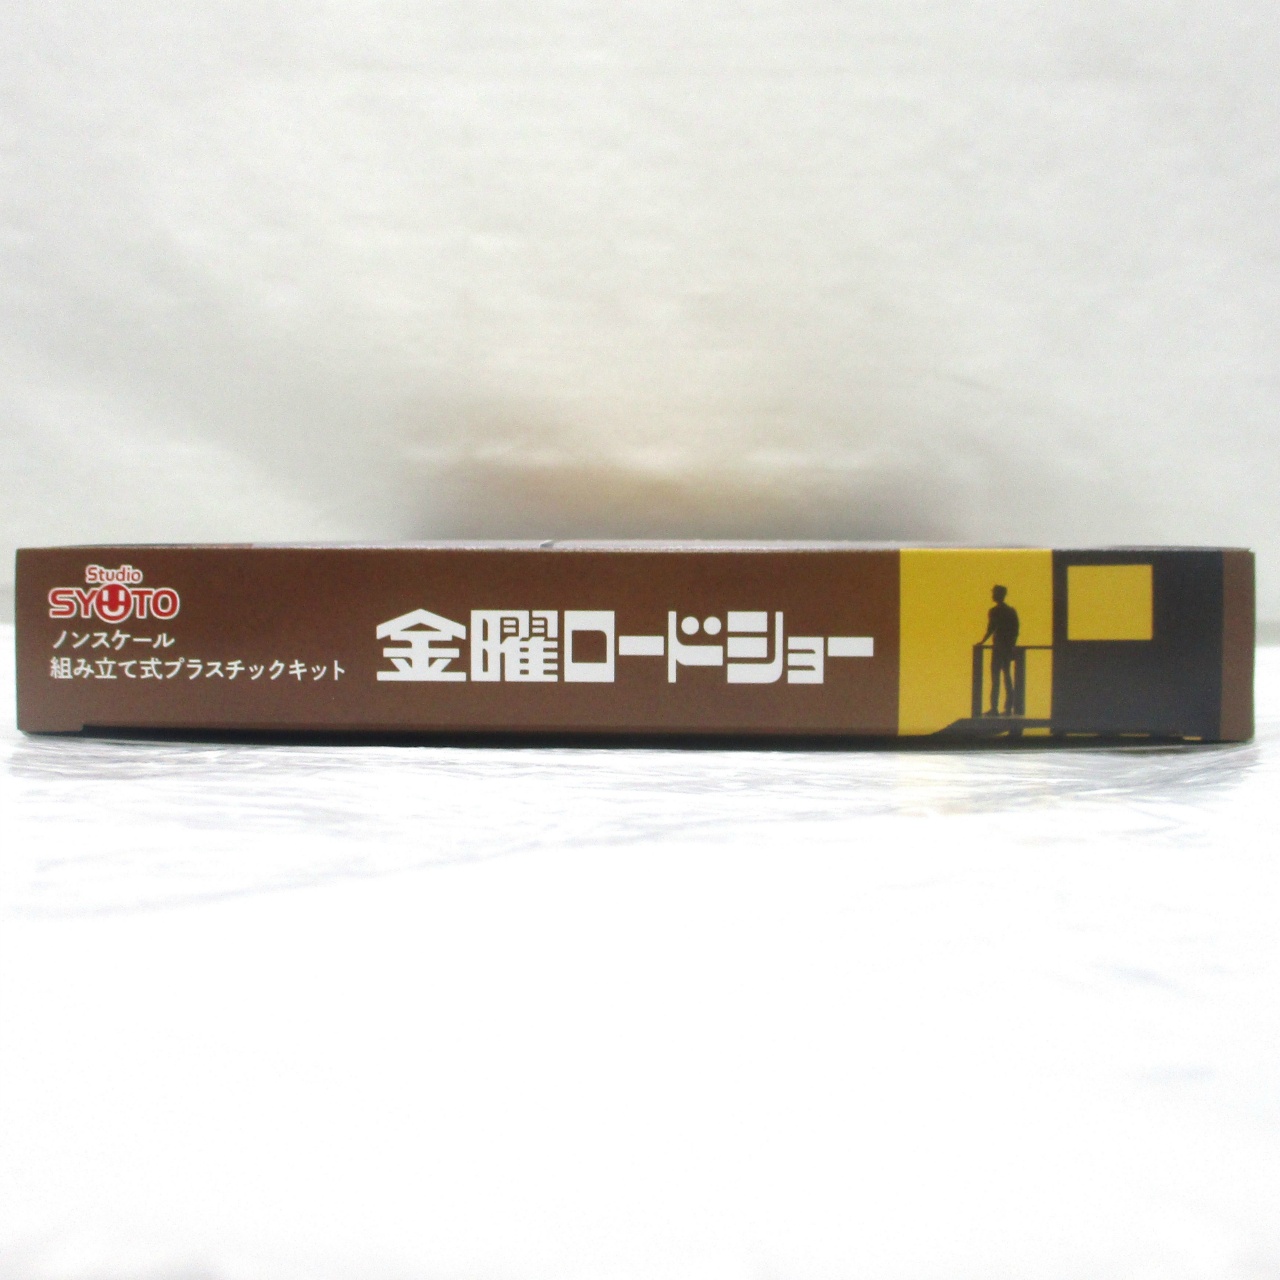 Studio
SYUTO
ノンスケール
組み立て式プラスチックキット
金曜ロードショー